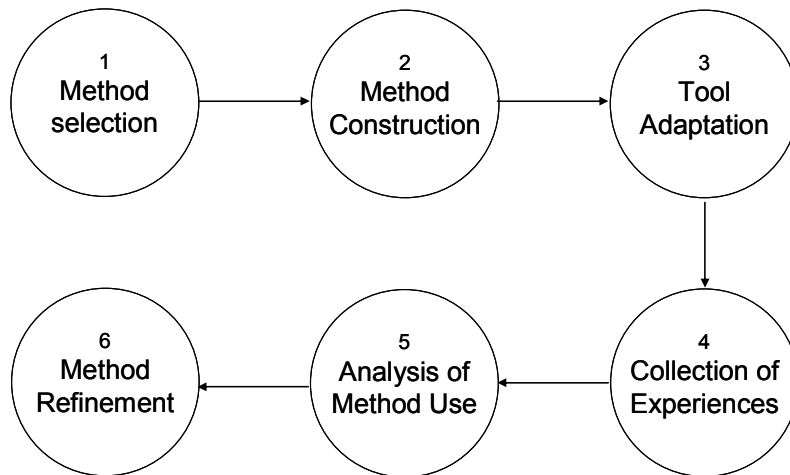 1
Method
selection
2
Method
Construction
3
Tool
Adaptation
4
Collection of
Experiences
5
Analysis of
Method Use
6
Method
Refinement